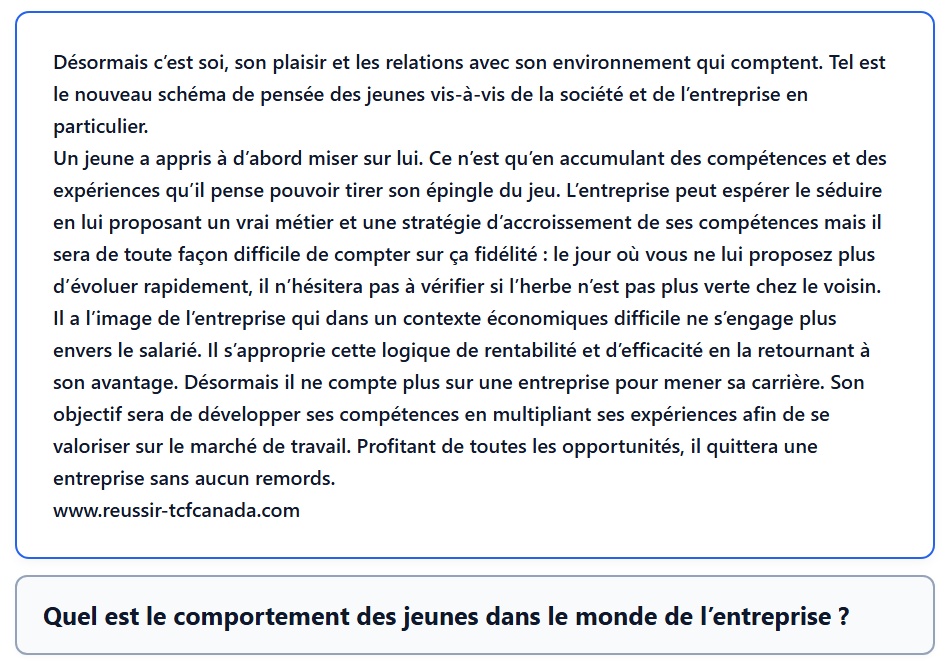 Désormais c’est soi, son plaisir et les relations avec son environnement qui comptent. Tel est
le nouveau schéma de pensée des jeunes vis-à-vis de la société et de l’entreprise en
particulier.
Un jeune a appris à d’abord miser sur lui. Ce n’est qu’en accumulant des compétences et des
expériences qu’il pense pouvoir tirer son épingle du jeu. L’entreprise peut espérer le séduire
en lui proposant un vrai métier et une stratégie d’accroissement de ses compétences mais il
sera de toute façon difficile de compter sur ça fidélité : le jour où vous ne lui proposez plus
d’évoluer rapidement, il n’hésitera pas à vérifier si l’herbe n’est pas plus verte chez le voisin.
Il a l’image de l’entreprise qui dans un contexte économiques difficile ne s’engage plus
envers le salarié. Il s’approprie cette logique de rentabilité et d’efficacité en la retournant à
son avantage. Désormais il ne compte plus sur une entreprise pour mener sa carrière. Son
objectif sera de développer ses compétences en multipliant ses expériences afin de se
valoriser sur le marché de travail. Profitant de toutes les opportunités, il quittera une
entreprise sans aucun remords.
www.reussir-tcfcanada.com
Quel est le comportement des jeunes dans le monde de l’entreprise ?